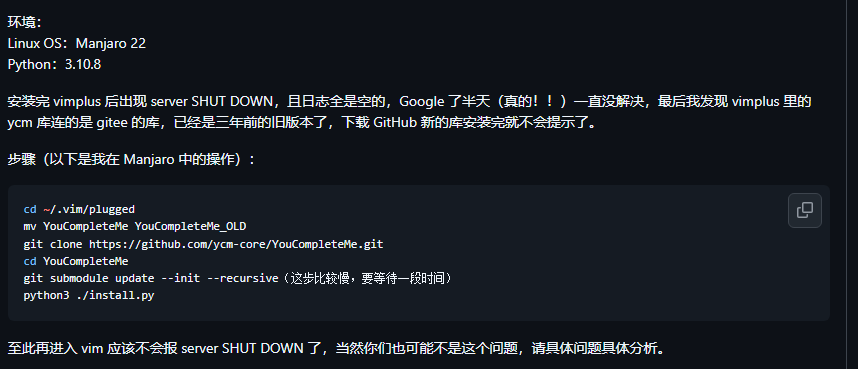 环境：
Linux OS：Manjaro 22
Python：3.10.8
安装完 vimplus 后出现 server SHUT DOWN，且日志全是空的，Google 了半天（真的！！）一直没解决，最后我发现 vimplus 里的
ycm 库连的是 gitee 的库，已经是三年前的旧版本了，下载 GitHub 新的库安装完就不会提示了。
步骤（以下是我在 Manjaro 中的操作）：
cd ~/.vim/plugged
mv YouCompleteMe YouCompleteMe_OLD
git clone https://github.com/ycm-core/YouCompleteMe.git
cd YouCompleteMe
git submodule update --init --recursive（这步比较慢，要等待一段时间）
python3 ./install.py
至此再进入 vim 应该不会报 server SHUT DOWN 了，当然你们也可能不是这个问题，请具体问题具体分析。